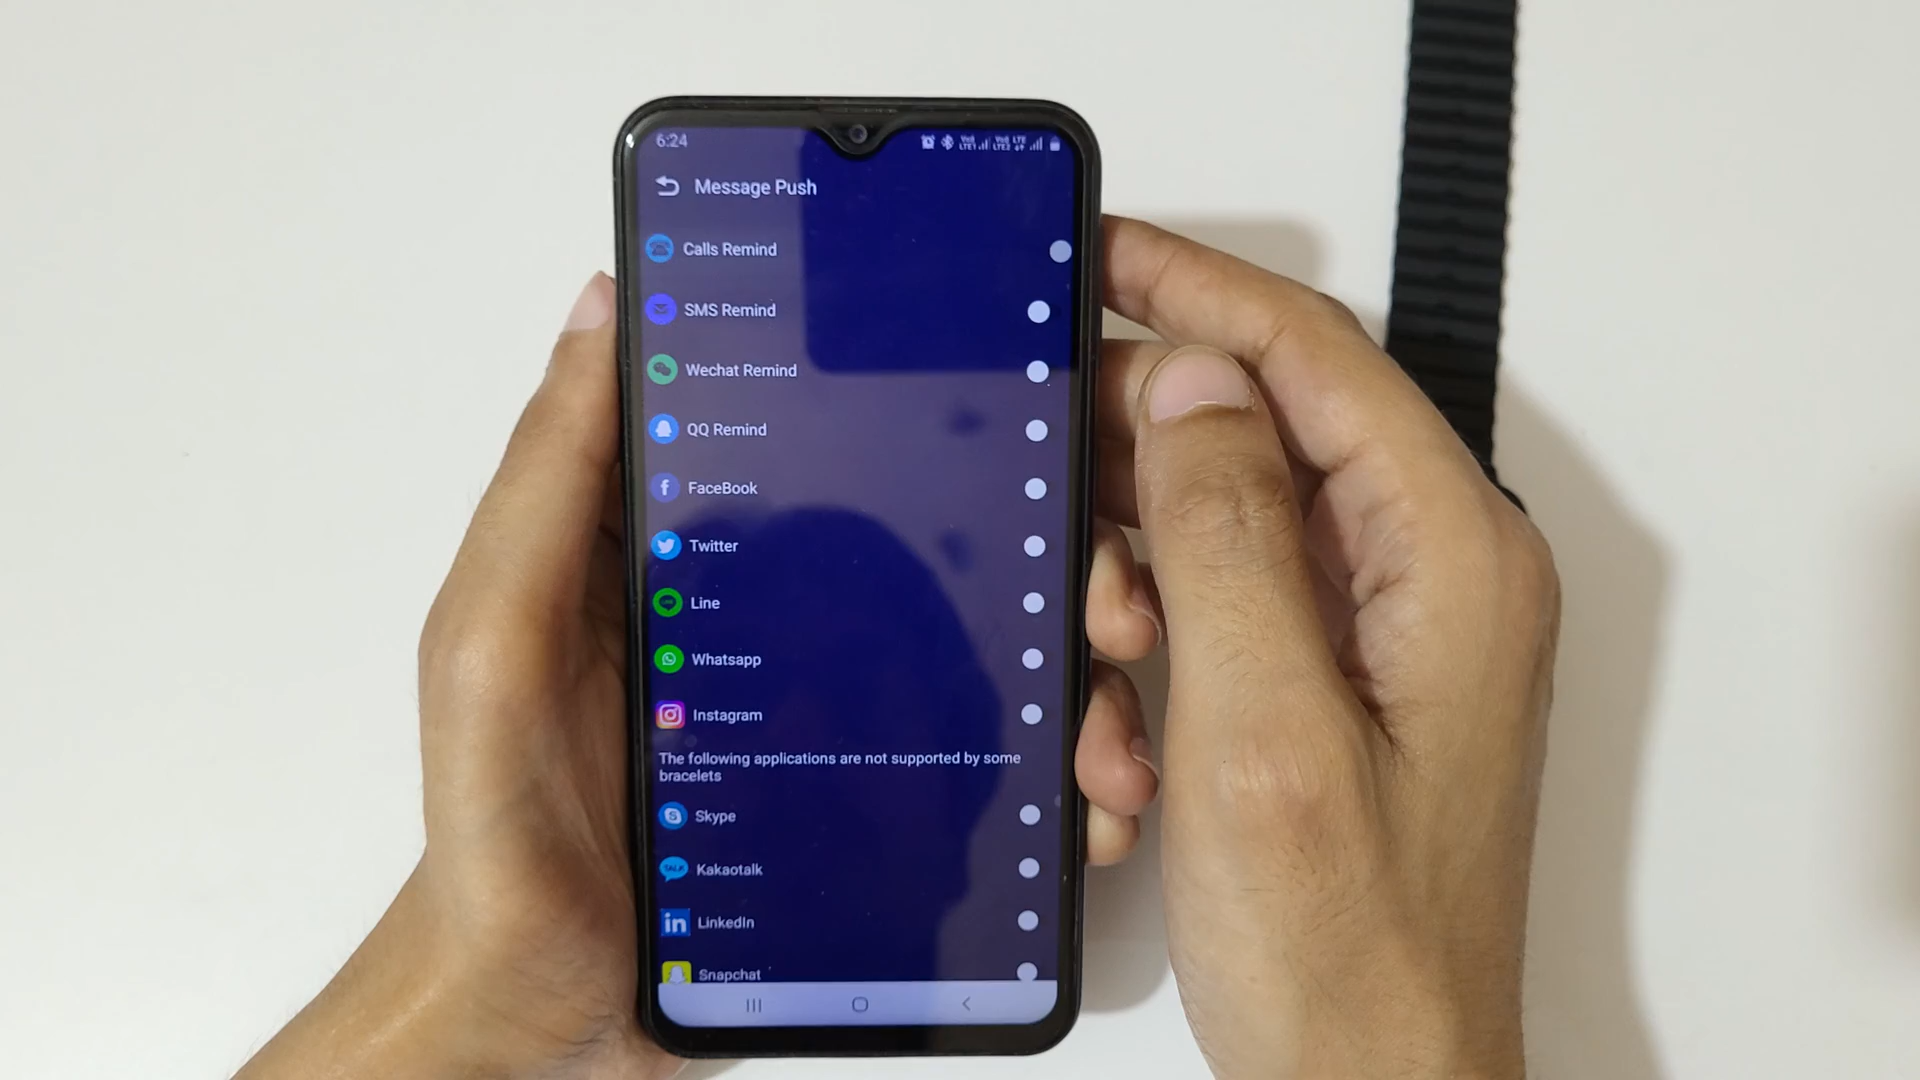 6:24
Message Push
Calls Remind
SMS Remind
Wechat Remind
QQ Remind
FaceBook
Twitter
Line
Whatsapp
Instagram
The following applications are not supported by some
bracelets
Skype
Kakaotalk
LinkedIn
Snapchat